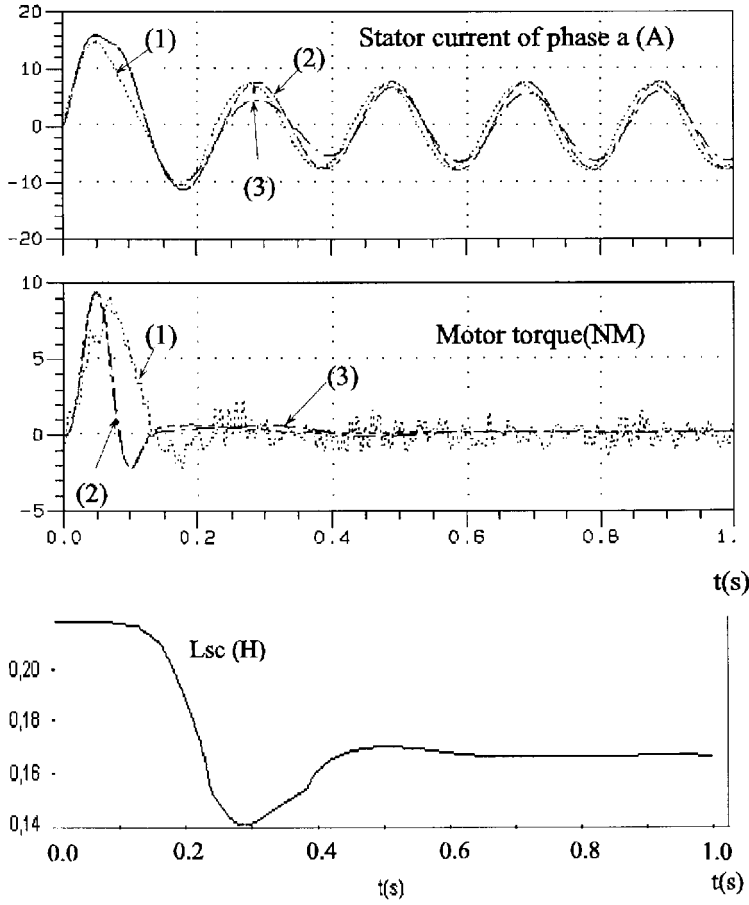 20
(1)
Stator current of phase a (A)
10
(2)
0
-10
(3)
-20
10
(1)
Motor torque(NM)
5
(3)
0
(2)
-5
0.0 0.2 0.4 0.6 0.8 1.
t(s)
Lsc (H)
0,20
0,18
0,16
0,14
0.0 0.2 0.4 0.6 0.8 1.0
t(s) t(s)